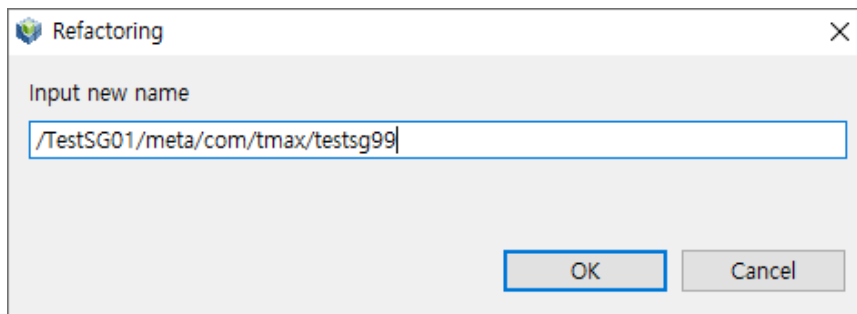 Refactoring
Input new name
/TestSG01/meta/com/tmax/testsg99
OK
Cancel